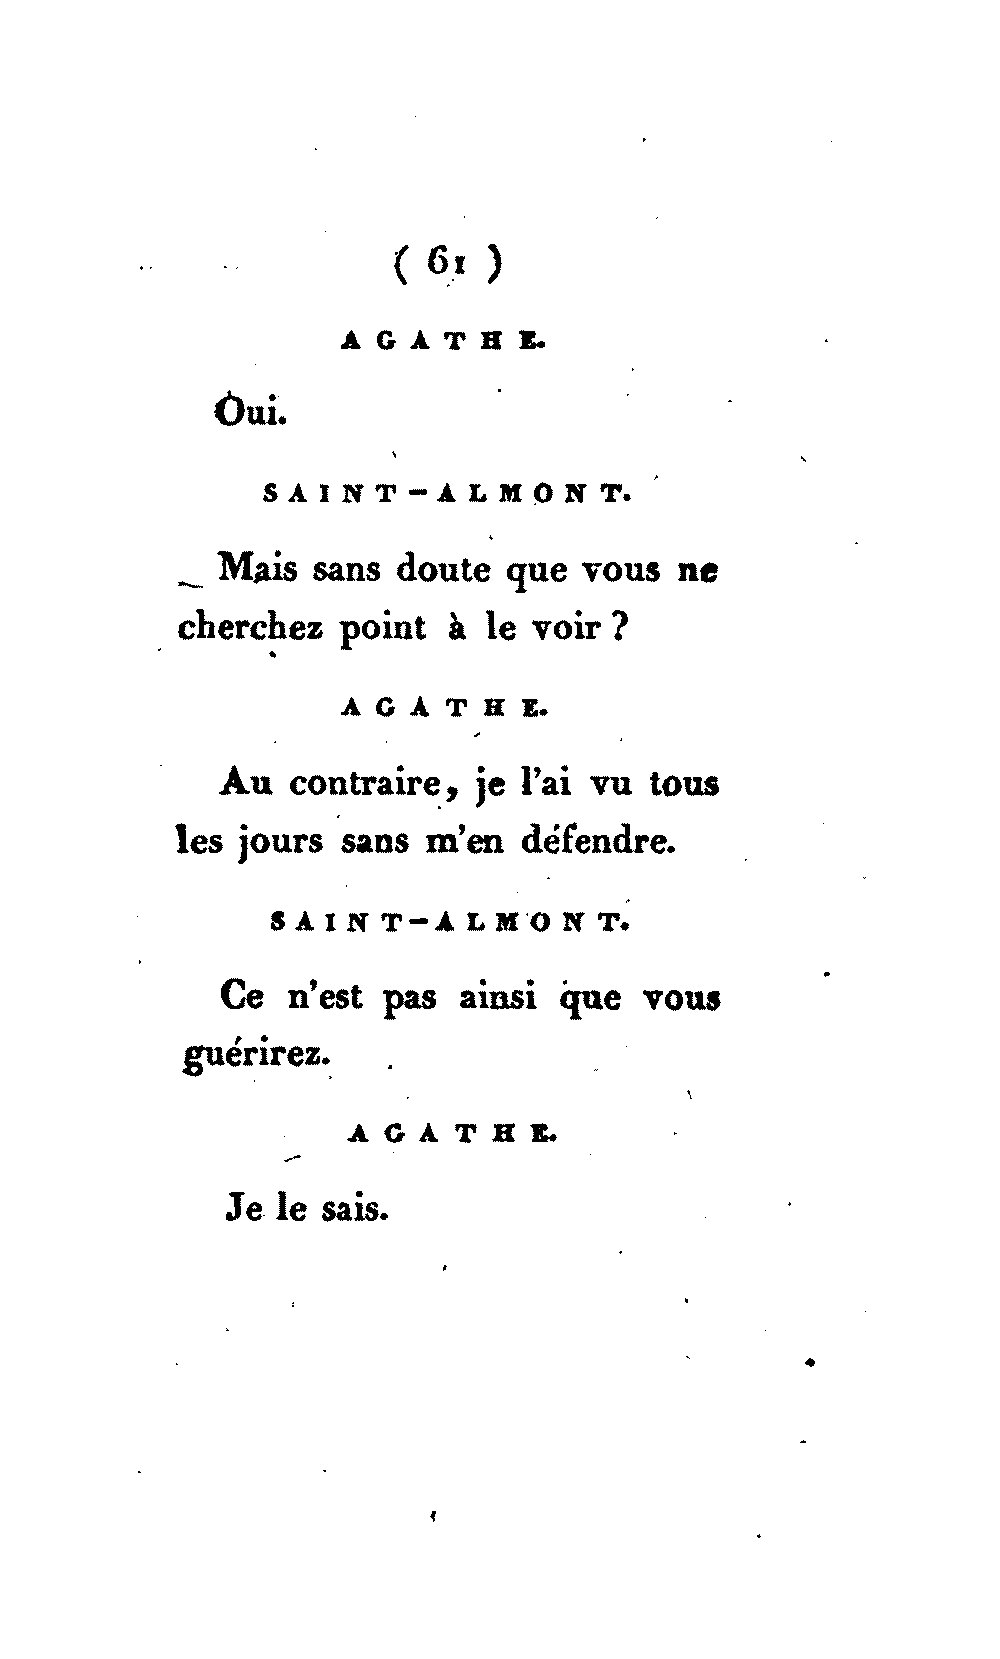 ( 61 )
AGATHE.
Oui.
SAINT-ALMONT.
Mais sans doute que vous ne
cherchez point à le voir ?
AGATHE.
Au contraire, je l'ai vu tous
les jours sans m'en défendre.
SAINT-ALMONT.
Ce n'est pas ainsi que vous
guérirez.
AGATHE.
Je le sais.